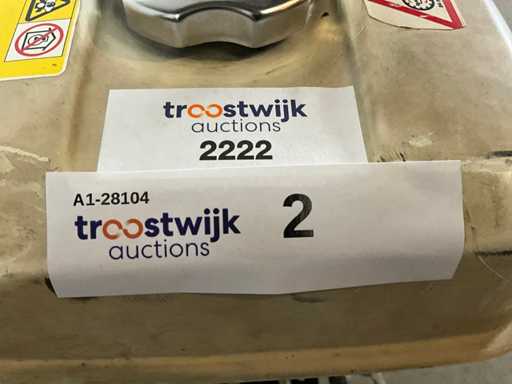 troostwijk
auctions
2222
A1-28104
troostwijk 2
auctions